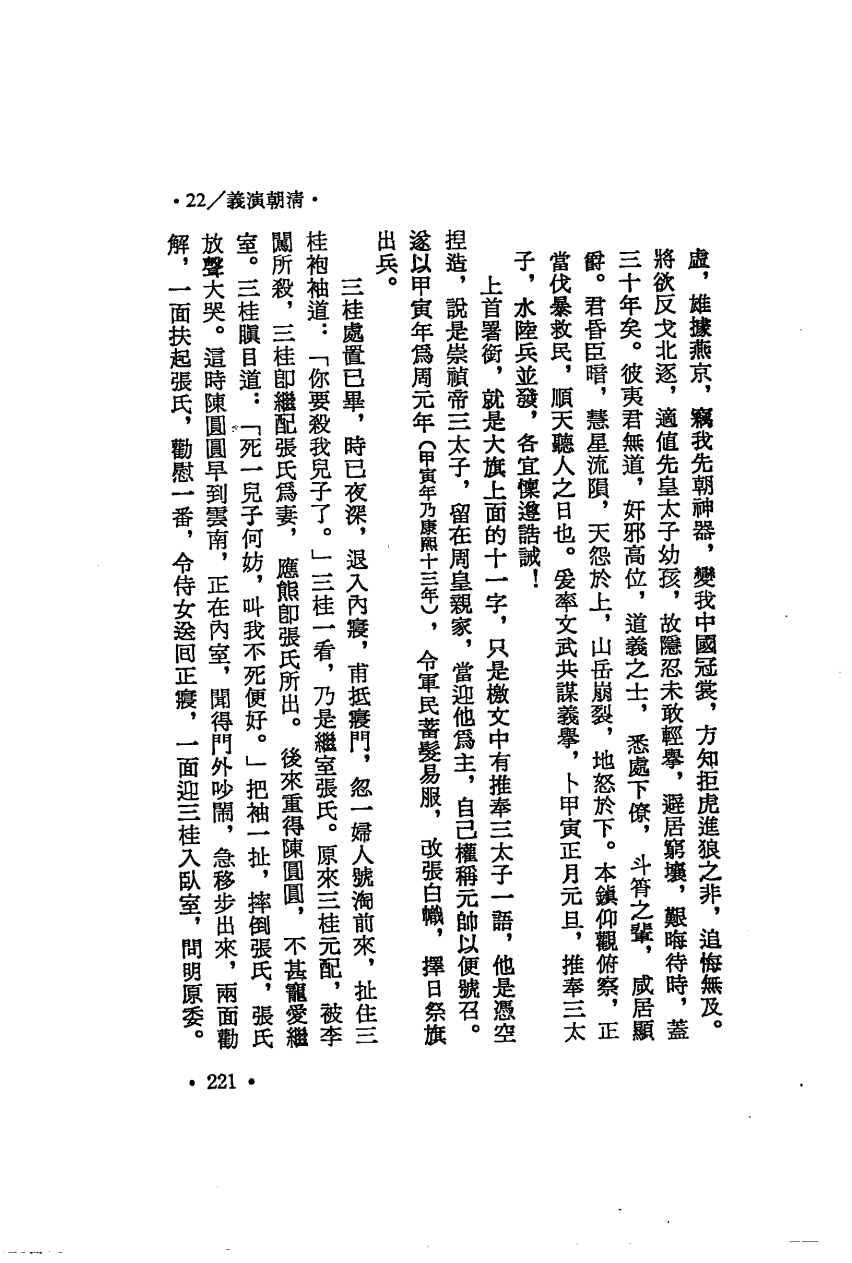 ·22/義演朝清·
虛，雄據燕京，竊我先朝神器，變我中國冠裳，方知拒虎進狼之非，追悔無及。
將欲反戈北逐，適值先皇太子幼孩，故隱忍未敢輕舉，避居窮壤，艱晦待時，蓋
三十年矣。彼夷君無道，奸邪高位，道義之士，悉處下僚，斗筲之輩，咸居顯
爵。君昏臣暗，慧星流隕，天怨於上，山岳崩裂，地怒於下。本鎮仰觀俯察，正
當伐暴救民，順天聽人之日也。爰率文武共謀義舉，卜甲寅正月元旦，推奉三太
子，水陸兵並發，各宜懍遵誥誡！
上首署銜，就是大旗上面的十一字，只是檄文中有推奉三太子一語，他是憑空
捏造，說是崇禎帝三太子，留在周皇親家，當迎他爲主，自己權稱元帥以便號召。
遂以甲寅年爲周元年（甲寅年乃康熙十三年），令軍民蓄髮易服，改張白幟，擇日祭旗
出兵。
三桂處置已畢，時已夜深，退入內寢，甫抵寢門，忽一婦人號淘前來，扯住三
桂袍袖道：「你要殺我兒子了。」三桂一看，乃是繼室張氏。原來三桂元配，被李
闖所殺，三桂卽繼配張氏爲妻，應熊卽張氏所出。後來重得陳圓圓，不甚寵愛繼
室。三桂瞋目道：「死一兒子何妨，叫我不死便好。」把袖一扯，摔倒張氏，張氏
放聲大哭。這時陳圓圓早到雲南，正在內室，聞得門外吵鬧，急移步出來，兩面勸
解，一面扶起張氏，勸慰一番，令侍女送回正寢，一面迎三桂入臥室，問明原委。
·221·